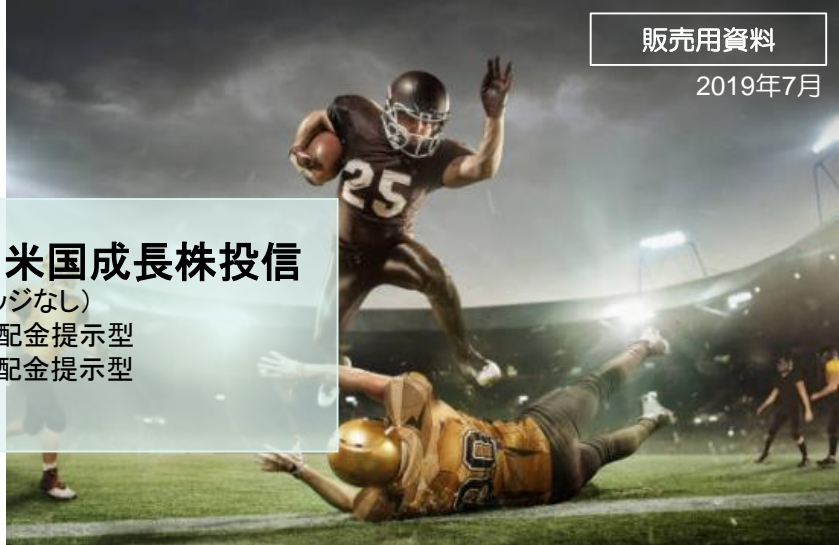 販売用資料
2019年7月
米国成長株投信
ッジなし）
配金提示型
配金提示型
25